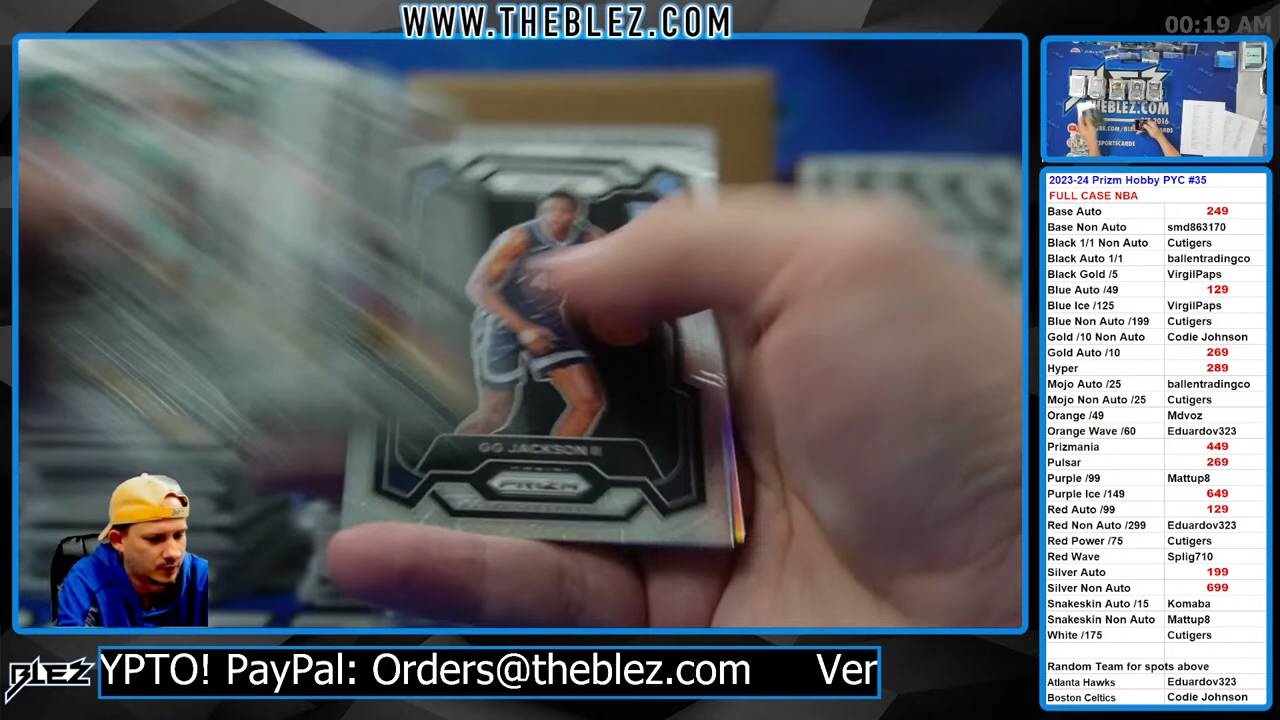 WWW.THEBLEZ.COM
00:19 AM
GG JACKSON II
PRIZM
THEBLEZ.COM
2023-24 Prizm Hobby PYC #35
FULL CASE NBA
Base Auto 249
Base Non Auto smd863170
Black 1/1 Non Auto Cutigers
Black Auto 1/1 ballentradingco
Black Gold /5 VirgilPaps
Blue Auto /49 129
Blue Ice /125 VirgilPaps
Blue Non Auto /199 Cutigers
Gold /10 Non Auto Codie Johnson
Gold Auto /10 269
Hyper 289
Mojo Auto /25 ballentradingco
Mojo Non Auto /25 Cutigers
Orange /49 Mdvoz
Orange Wave /60 Eduardov323
Prizmania 449
Pulsar 269
Purple /99 Mattup8
Purple Ice /149 649
Red Auto /99 129
Red Non Auto /299 Eduardov323
Red Power /75 Cutigers
Red Wave Splig710
Silver Auto 199
Silver Non Auto 699
Snakeskin Auto /15 Komaba
Snakeskin Non Auto Mattup8
White /175 Cutigers
Random Team for spots above
Atlanta Hawks Eduardov323
Boston Celtics Codie Johnson
BLEZ
YPTO! PayPal: Orders@theblez.com Ver